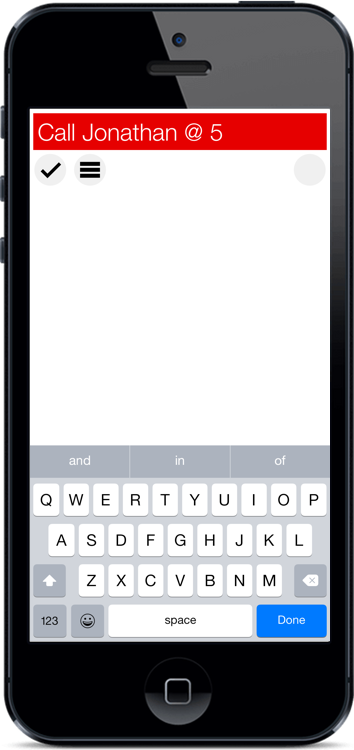 Call Jonathan @ 5
and in of
Q W E R T Y U I O P
A S D F G H J K L
Z X C V B N M
123 space Done